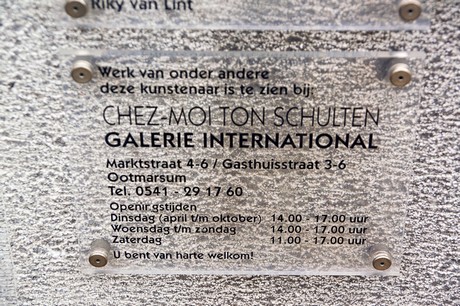 Riky van Lint
Werk van onder andere
deze kunstenaar is te zien bij:
CHEZ-MOI TON SCHULTEN
GALERIE INTERNATIONAL
Marktstraat 4-6 / Gasthuisstraat 3-6
Ootmarsum
Tel. 0541 - 29 17 60
Openingstijden
Dinsdag (april t/m oktober) 14.00 - 17.00 uur
Woensdag t/m zondag 14.00 - 17.00 uur
Zaterdag 11.00 - 17.00 uur
U bent van harte welkom!